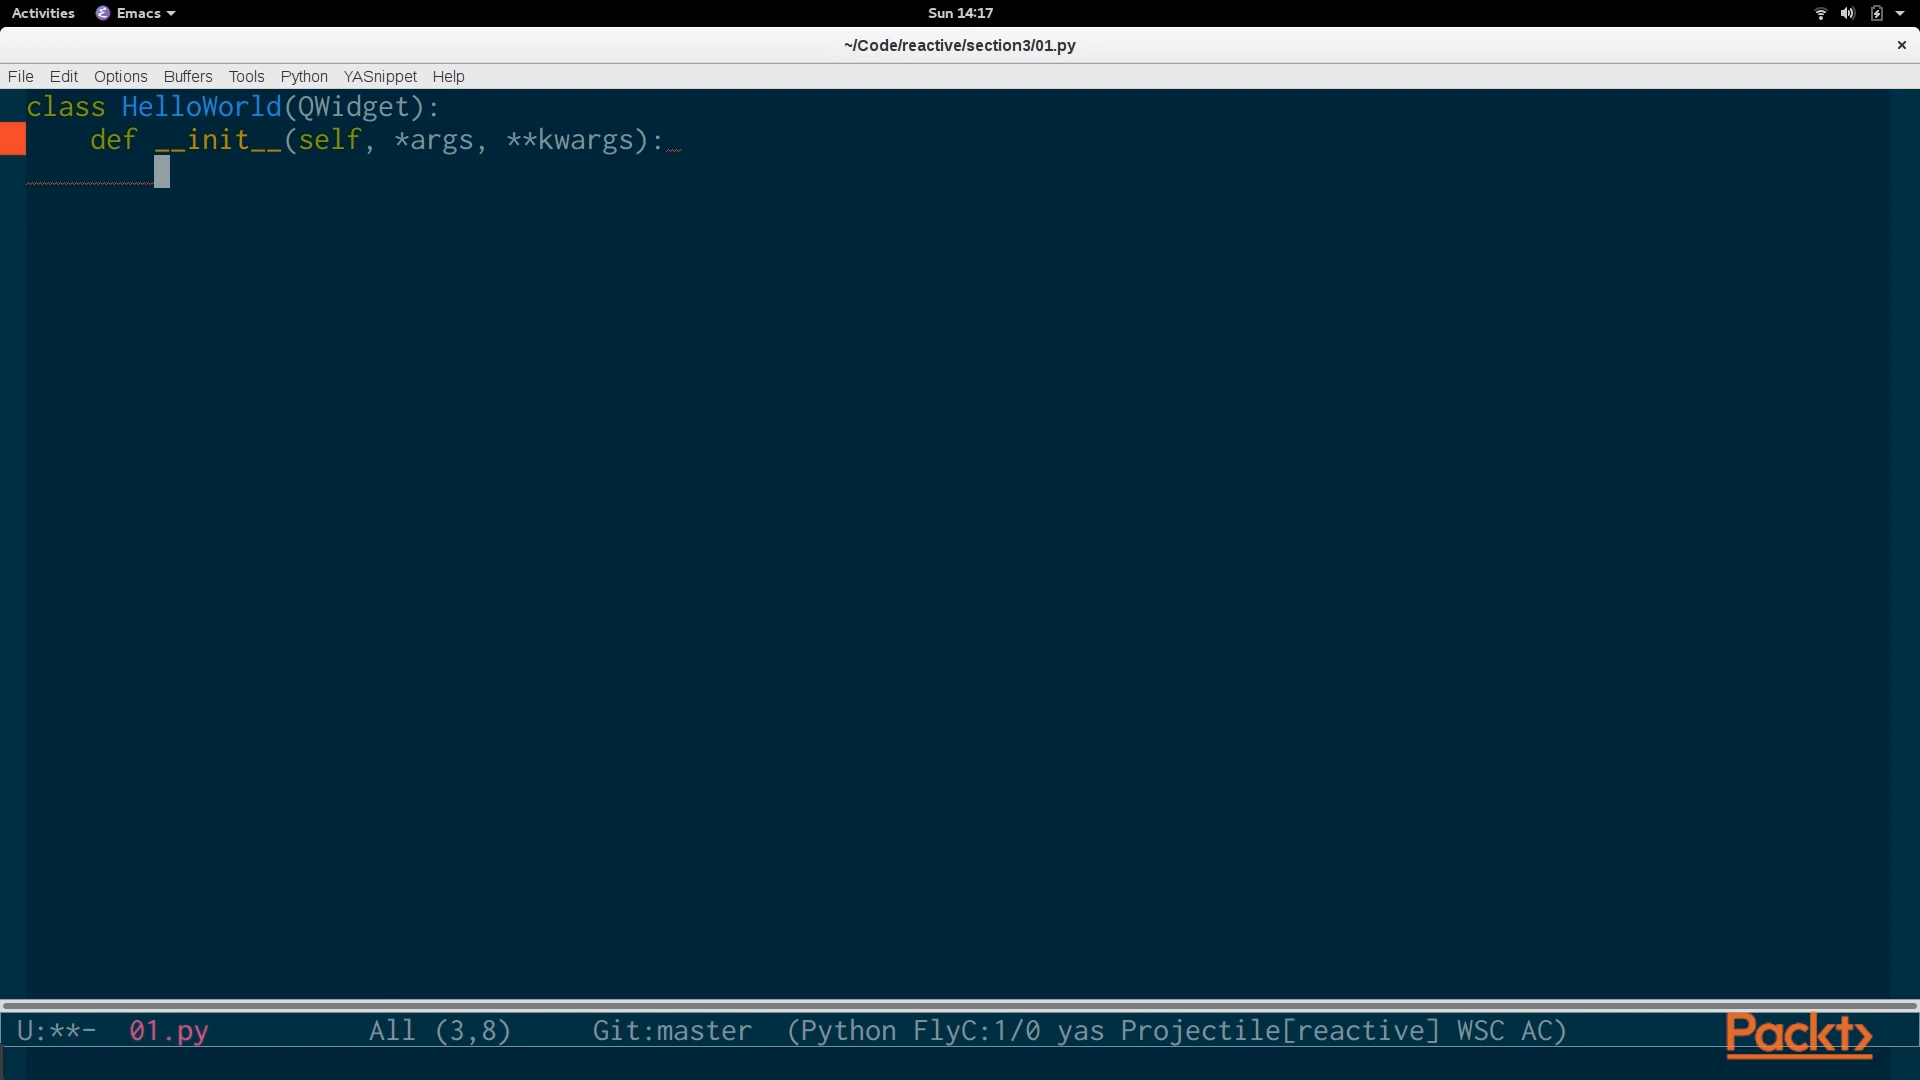 Activities Emacs Sun 14:17
~/Code/reactive/section3/01.py ×
File Edit Options Buffers Tools Python YASnippet Help
class HelloWorld(QWidget):
    def __init__(self, *args, **kwargs):
U:**- 01.py All (3,8) Git:master (Python FlyC:1/0 yas Projectile[reactive] WSC AC)
Packt>